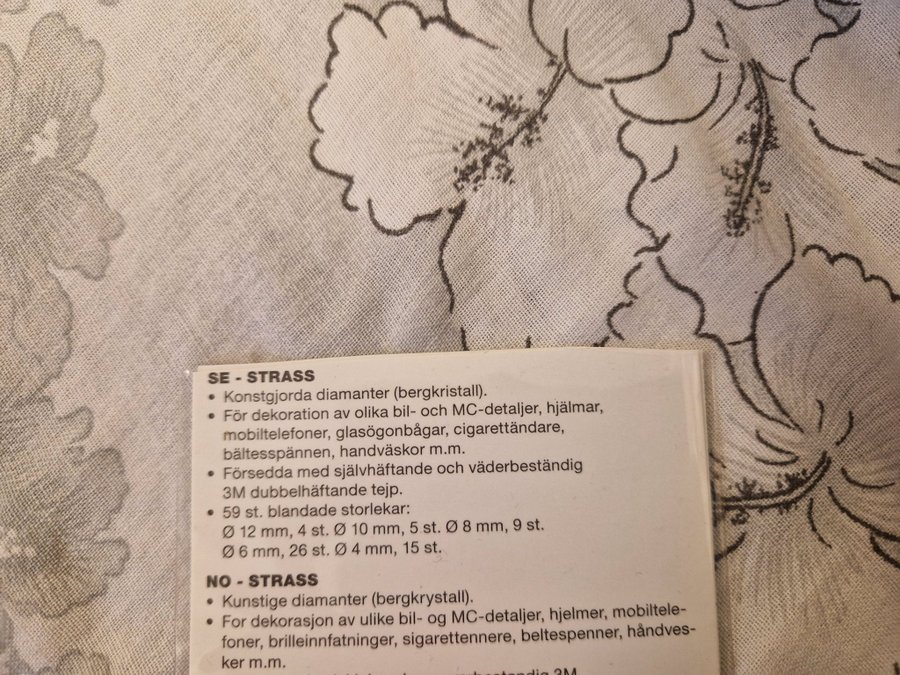 SE - STRASS
• Konstgjorda diamanter (bergkristall).
• För dekoration av olika bil- och MC-detaljer, hjälmar,
mobiltelefoner, glasögonbågar, cigarettändare,
bältesspännen, handväskor m.m.
• Försedda med självhäftande och väderbeständig
3M dubbelhäftande tejp.
• 59 st. blandade storlekar:
Ø 12 mm, 4 st. Ø 10 mm, 5 st. Ø 8 mm, 9 st.
Ø 6 mm, 26 st. Ø 4 mm, 15 st.
NO - STRASS
• Kunstige diamanter (bergkrystall).
• For dekorasjon av ulike bil- og MC-detaljer, hjelmer, mobiltele-
foner, brilleinnfatninger, sigarettennere, beltespenner, håndves-
ker m.m.
3M